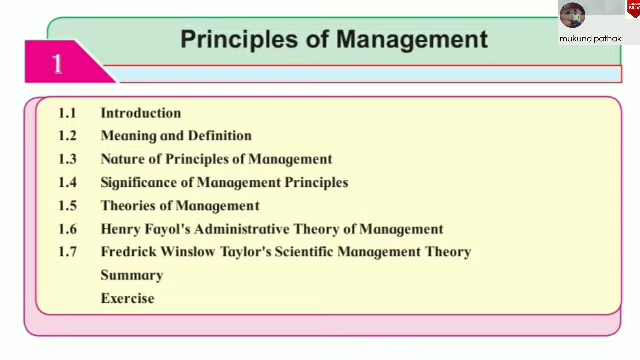 mukund pathak
Principles of Management
1
1.1 Introduction
1.2 Meaning and Definition
1.3 Nature of Principles of Management
1.4 Significance of Management Principles
1.5 Theories of Management
1.6 Henry Fayol's Administrative Theory of Management
1.7 Fredrick Winslow Taylor's Scientific Management Theory
Summary
Exercise